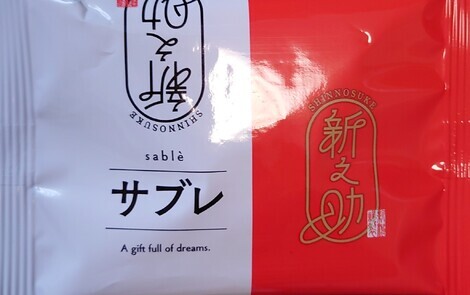 新之助
SHINNOSUKE
sablè
サブレ
A gift full of dreams.
SHINNOSUKE
新之助